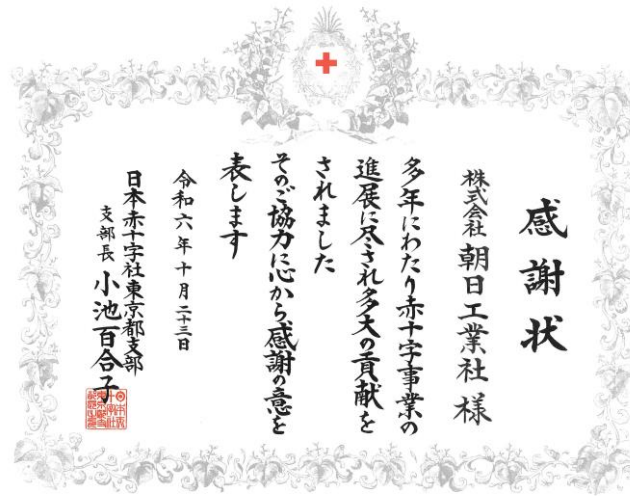 感謝状
株式会社 朝日工業社 様
多年にわたり赤十字事業の
進展に尽され多大の貢献を
されました
そのご協力に心から感謝の意を
表します
令和六年十月二十三日
日本赤十字社東京都支部
支部長 小池百合子